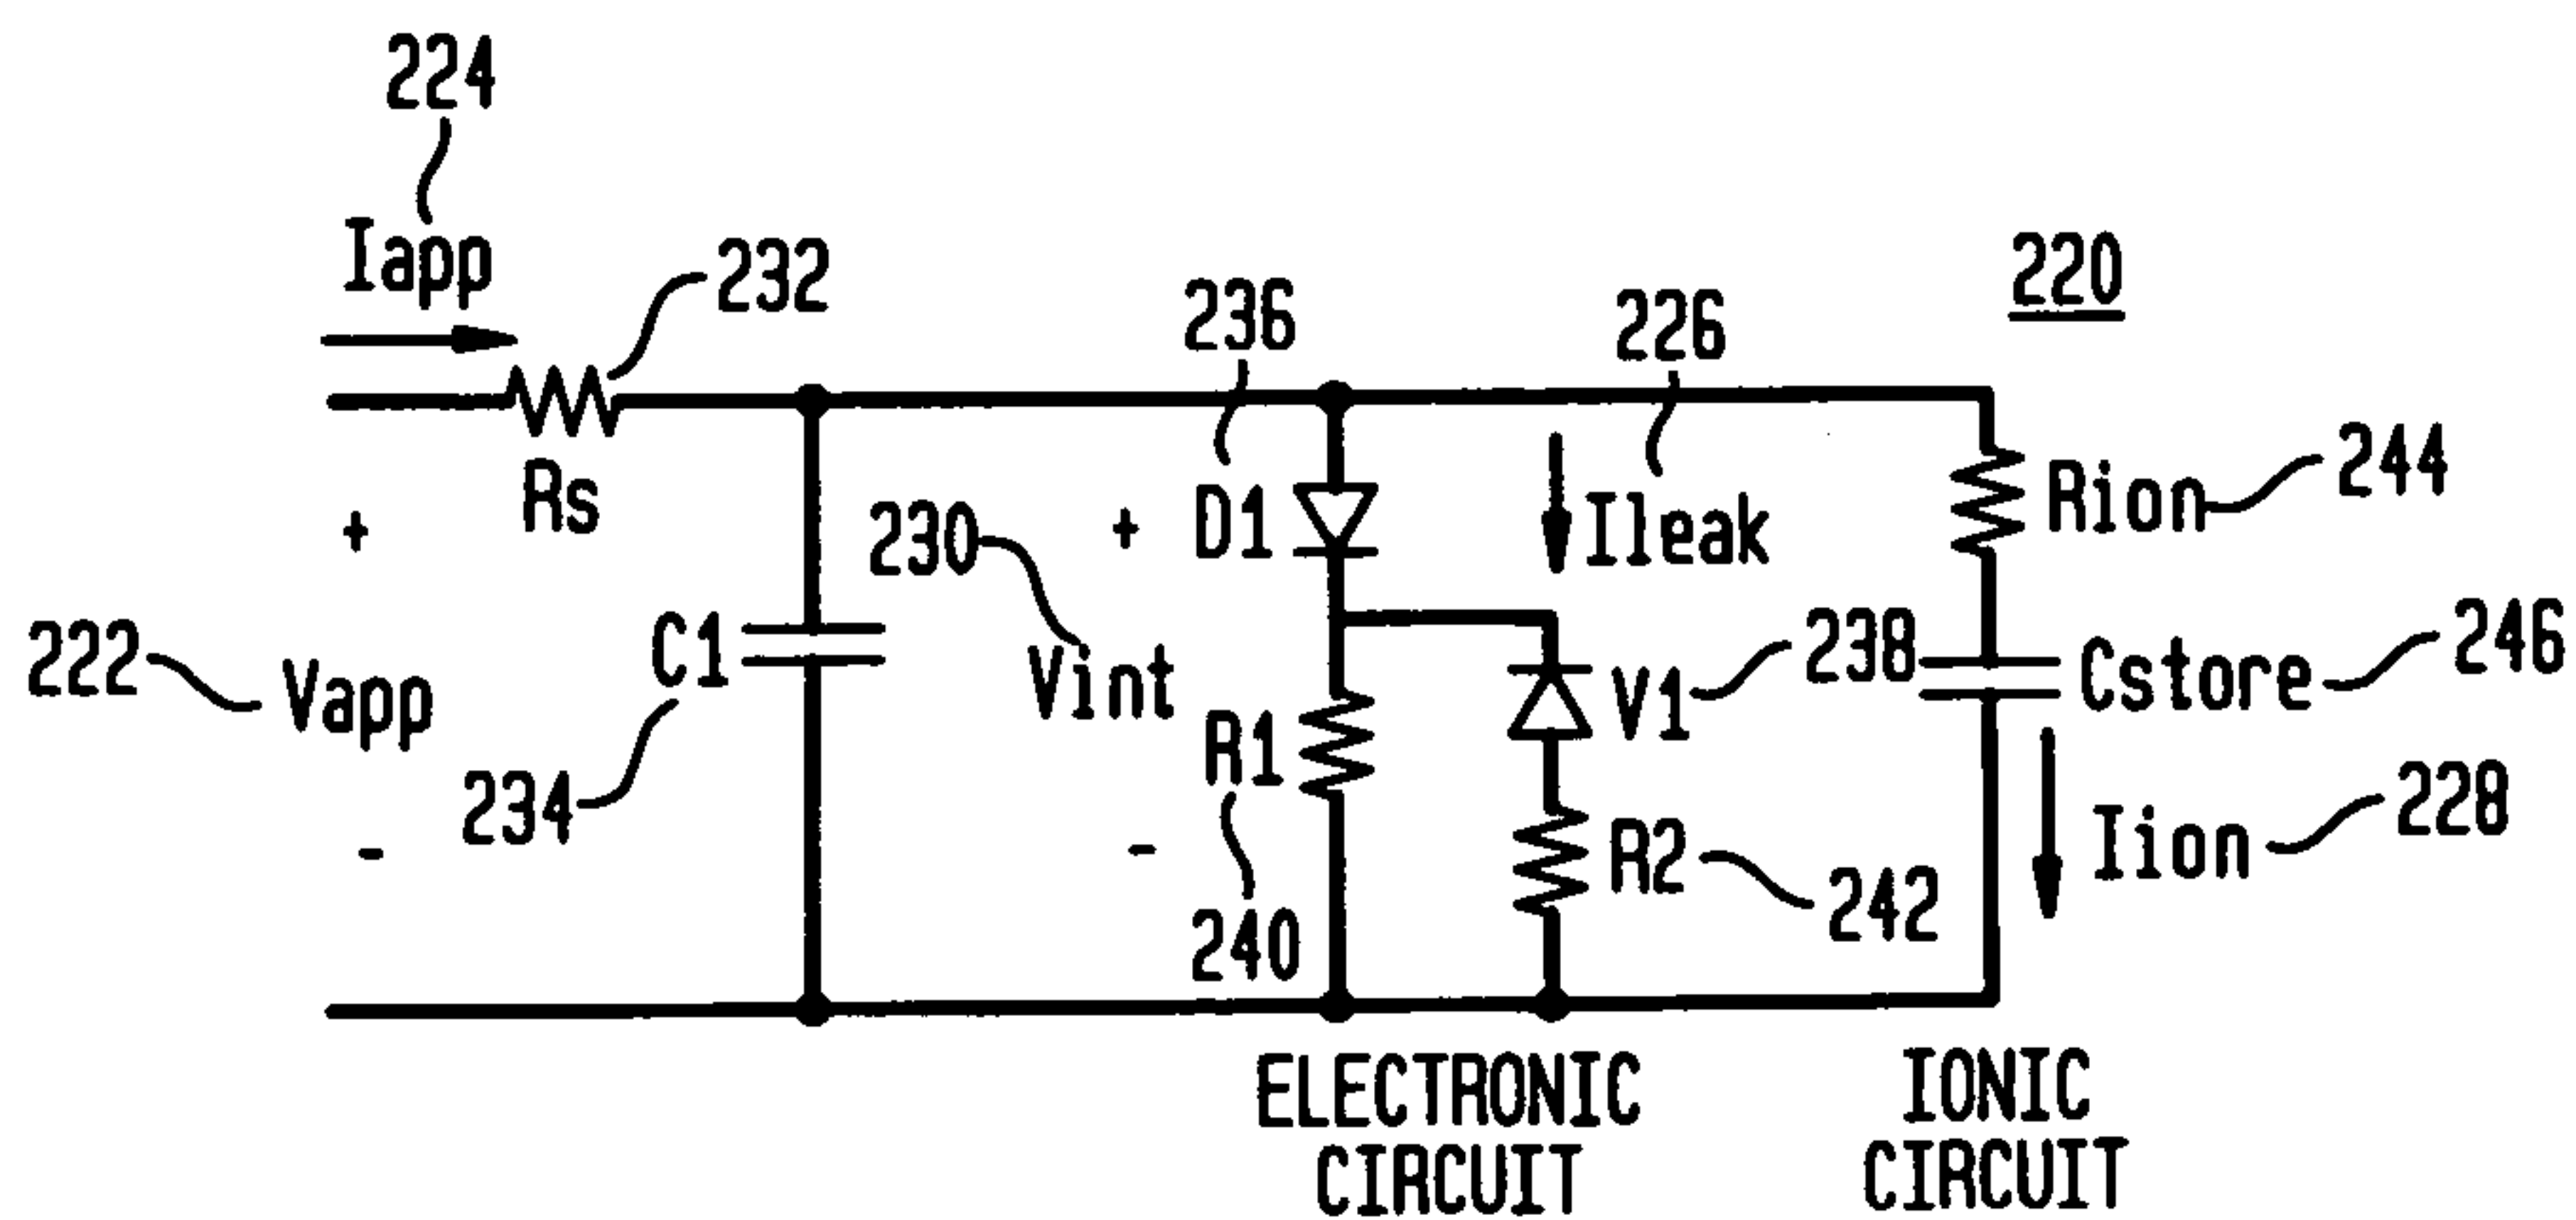 224
Iapp
232
220
236
226
Rs
+
230
+
D1
Ileak
Rion
244
222
Vapp
C1
Vint
R1
V1
238
Cstore
246
234
-
-
240
R2
242
Iion
228
ELECTRONIC
CIRCUIT
IONIC
CIRCUIT